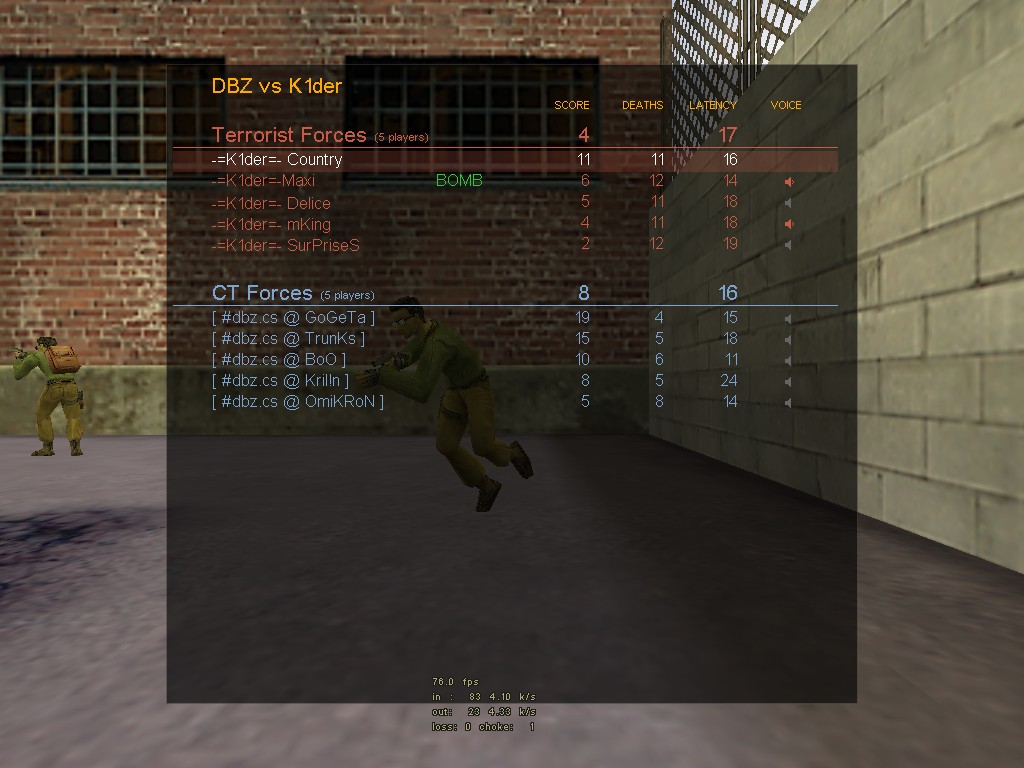 DBZ vs K1der
SCORE DEATHS LATENCY VOICE
Terrorist Forces (5 players) 4 17
-=K1der=- Country 11 11 16
-=K1der=-Maxi BOMB 6 12 14
-=K1der=- Delice 5 11 18
-=K1der=- mKing 4 11 18
-=K1der=- SurPriseS 2 12 19
CT Forces (5 players) 8 16
[ #dbz.cs @ GoGeTa ] 19 4 15
[ #dbz.cs @ TrunKs ] 15 5 18
[ #dbz.cs @ BoO ] 10 6 11
[ #dbz.cs @ Krilln ] 8 5 24
[ #dbz.cs @ OmiKRoN ] 5 8 14
76.0 fps
in : 83 4.10 k/s
out: 23 4.33 k/s
loss: 0 choke: 1